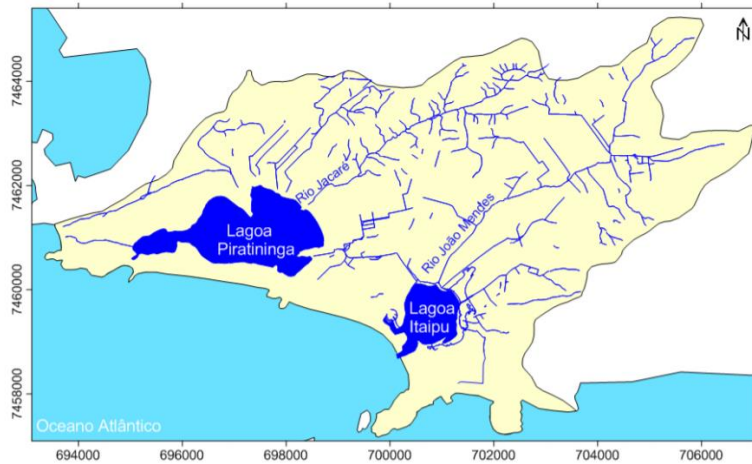 N
7464000
7462000
7460000
7458000
Rio Jacaré
Lagoa
Piratininga
Rio João Mendes
Lagoa
Itaipu
Oceano Atlântico
694000 696000 698000 700000 702000 704000 706000